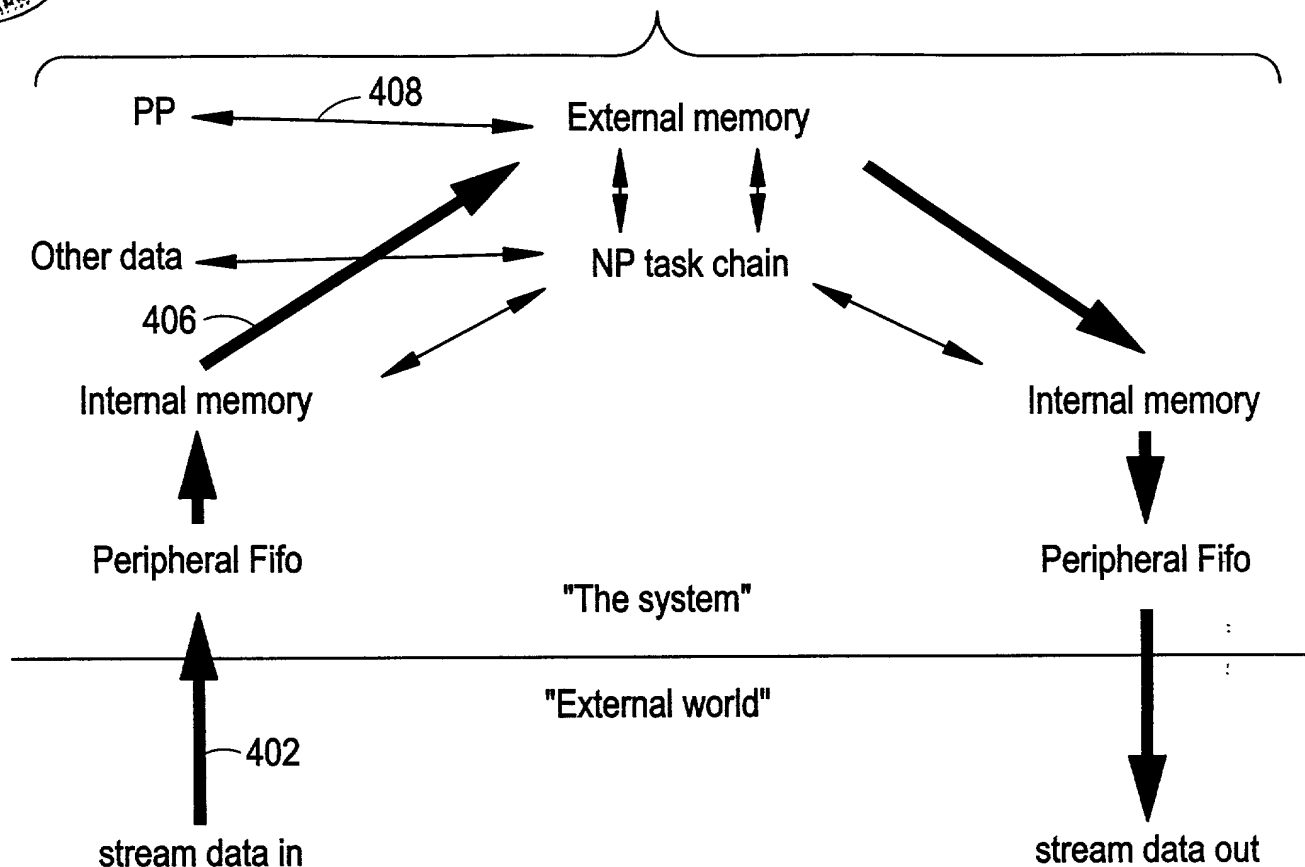 PP
408
External memory
Other data
NP task chain
406
Internal memory
Internal memory
Peripheral Fifo
Peripheral Fifo
"The system"
"External world"
402
stream data in
stream data out